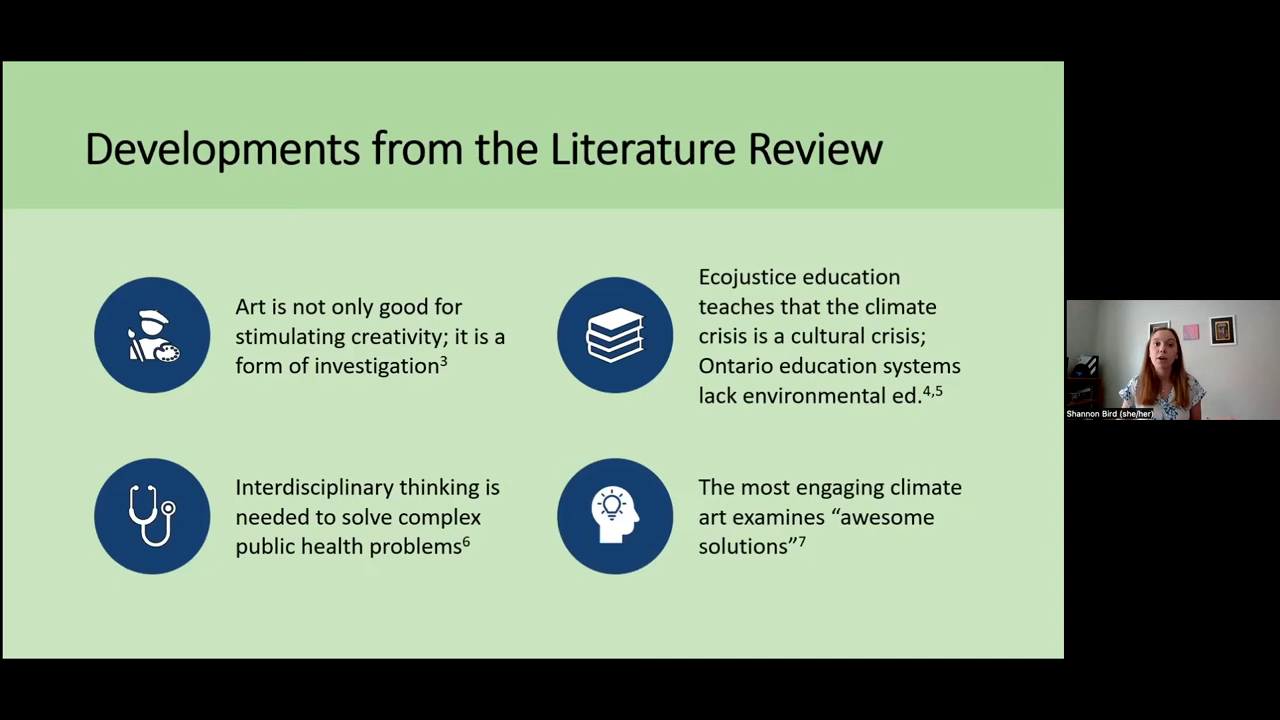 Developments from the Literature Review
Art is not only good for
stimulating creativity; it is a
form of investigation³
Ecojustice education
teaches that the climate
crisis is a cultural crisis;
Ontario education systems
lack environmental ed.⁴,⁵
Interdisciplinary thinking is
needed to solve complex
public health problems⁶
The most engaging climate
art examines “awesome
solutions”⁷
Shannon Bird (she/her)